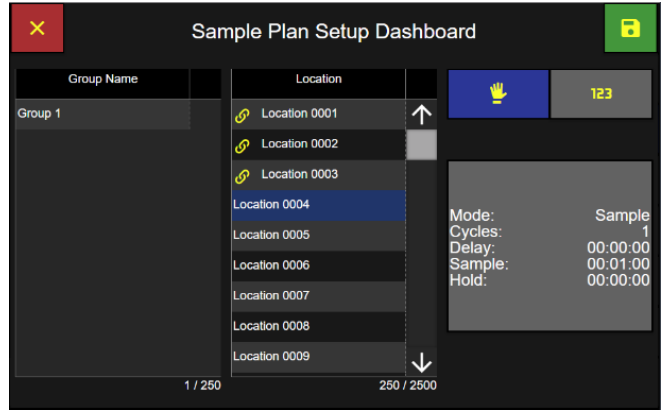 Sample Plan Setup Dashboard
Group Name
Group 1
1 / 250
Location
Location 0001
Location 0002
Location 0003
Location 0004
Location 0005
Location 0006
Location 0007
Location 0008
Location 0009
250 / 2500
123
Mode: Sample
Cycles: 1
Delay: 00:00:00
Sample: 00:01:00
Hold: 00:00:00